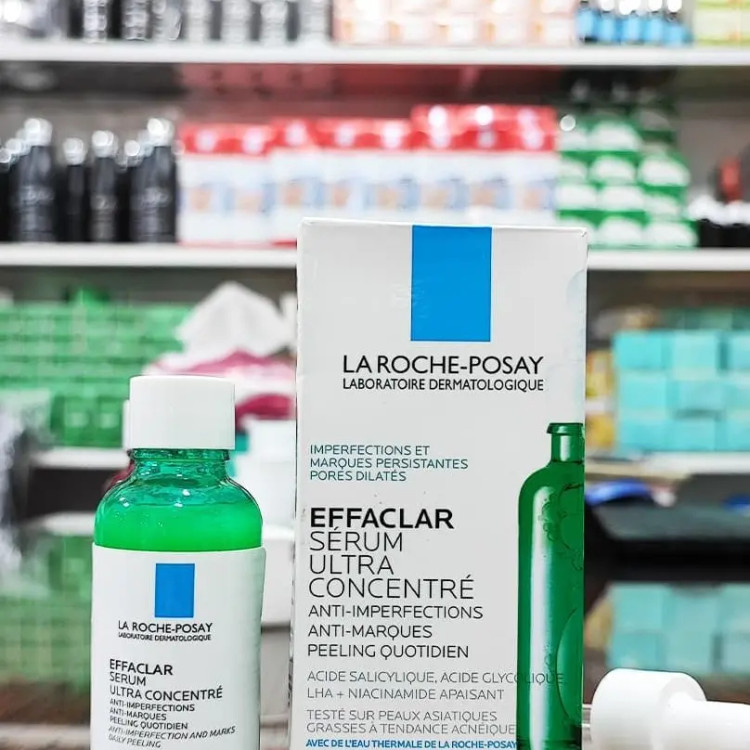 LA ROCHE-POSAY
LABORATOIRE DERMATOLOGIQUE
IMPERFECTIONS ET
MARQUES PERSISTANTES
PORES DILATÉS
EFFACLAR
SÉRUM
ULTRA
CONCENTRÉ
ANTI-IMPERFECTIONS
ANTI-MARQUES
PEELING QUOTIDIEN
ACIDE SALICYLIQUE, ACIDE GLYCOLIQUE
LHA + NIACINAMIDE APAISANT
TESTÉ SUR PEAUX ASIATIQUES
GRASSES À TENDANCE ACNÉIQUE
AVEC DE L'EAU THERMALE DE LA ROCHE-POSAY
LA ROCHE-POSAY
LABORATOIRE DERMATOLOGIQUE
EFFACLAR
SERUM
ULTRA CONCENTRÉ
ANTI-IMPERFECTIONS
ANTI-MARQUES
PEELING QUOTIDIEN
ANTI-IMPERFECTION AND MARKS
DAILY PEELING